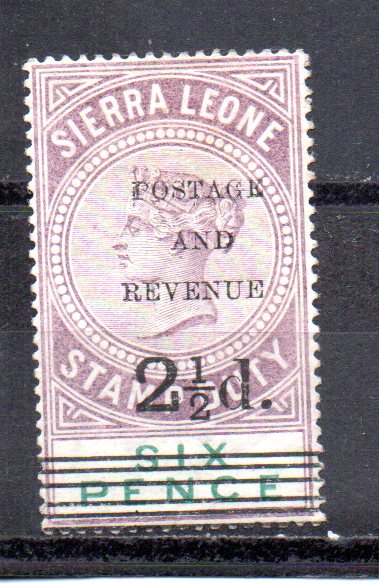 SIERRA LEONE
POSTAGE
AND
REVENUE
2½d.
STAMP DUTY
SIX
PENCE